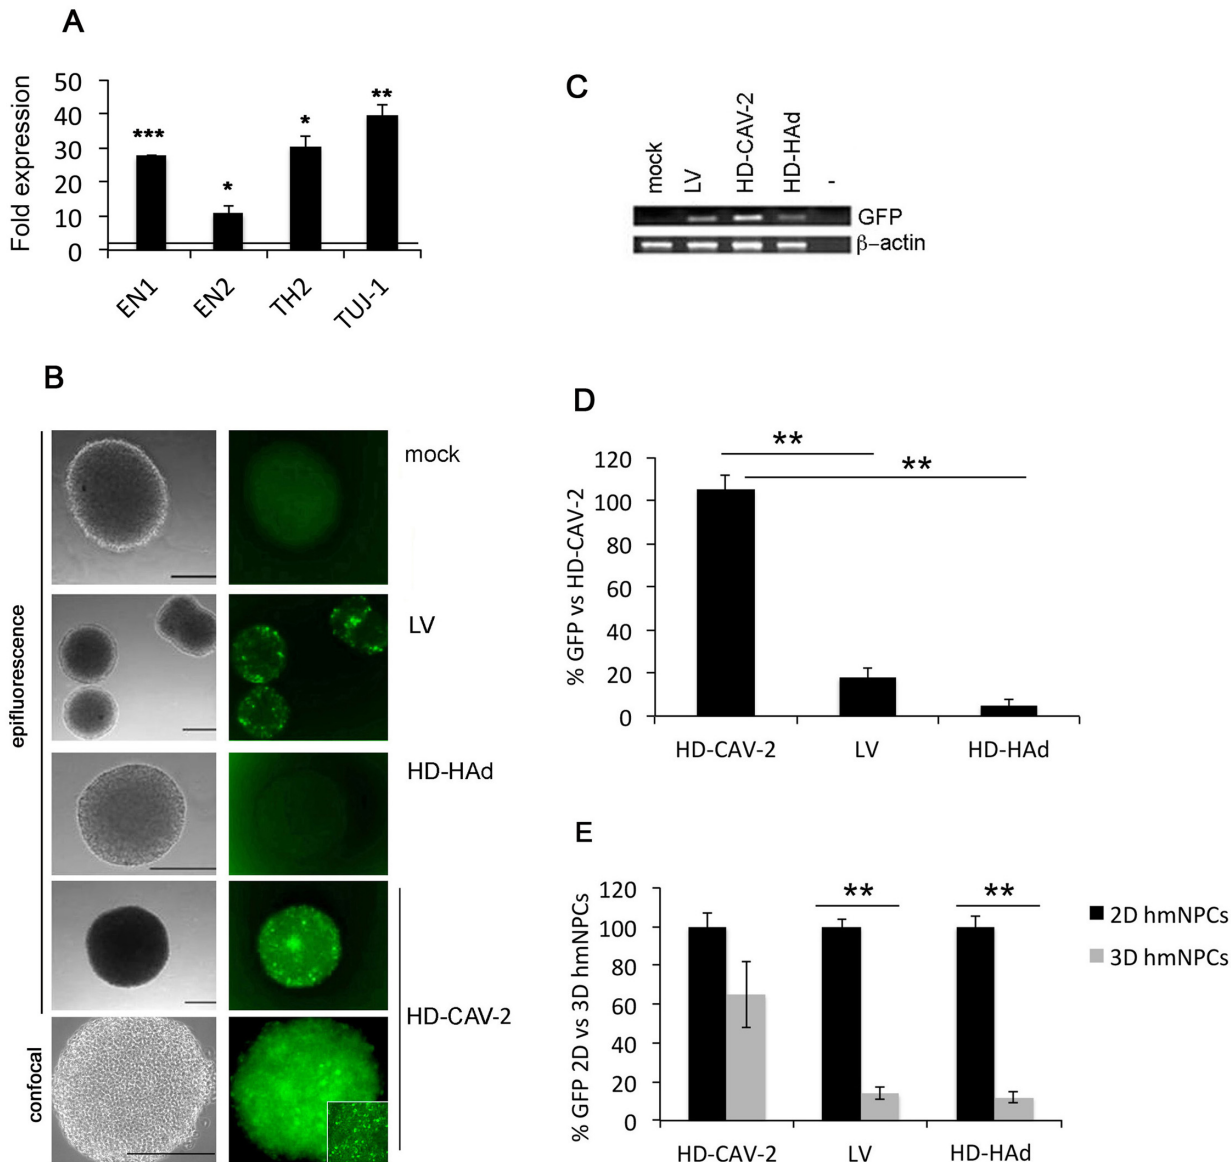 A
Fold expression
50
40
30
20
10
0
***
*
*
**
EN1
EN2
TH2
TUJ-1
C
mock
LV
HD-CAV-2
HD-HAd
-
GFP
β-actin
B
epifluorescence
confocal
mock
LV
HD-HAd
HD-CAV-2
D
% GFP vs HD-CAV-2
120
100
80
60
40
20
0
**
**
HD-CAV-2
LV
HD-HAd
E
% GFP 2D vs 3D hmNPCs
120
100
80
60
40
20
0
**
**
HD-CAV-2
LV
HD-HAd
2D hmNPCs
3D hmNPCs